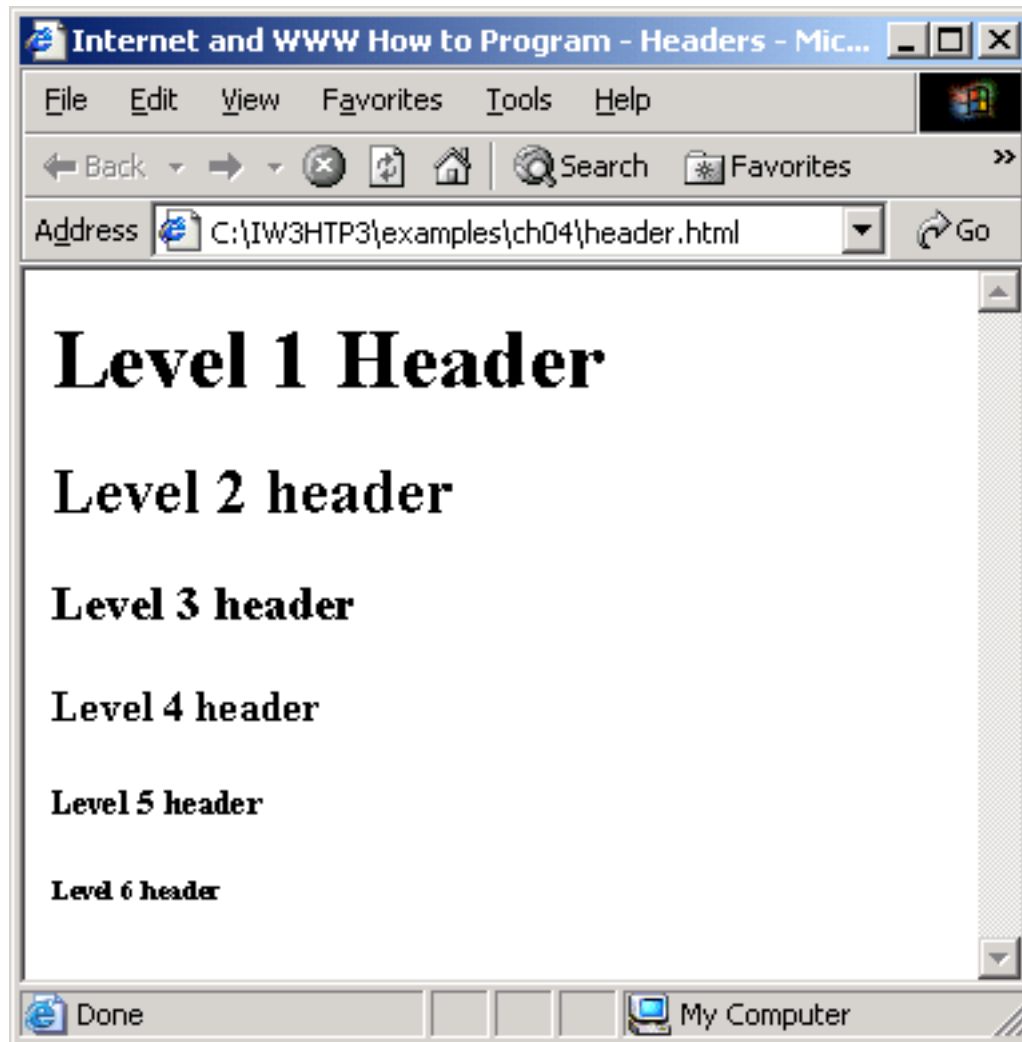 Internet and WWW How to Program - Headers - Mic...
File Edit View Favorites Tools Help
Back Search Favorites »
Address C:\IW3HTP3\examples\ch04\header.html Go
Level 1 Header
Level 2 header
Level 3 header
Level 4 header
Level 5 header
Level 6 header
Done My Computer